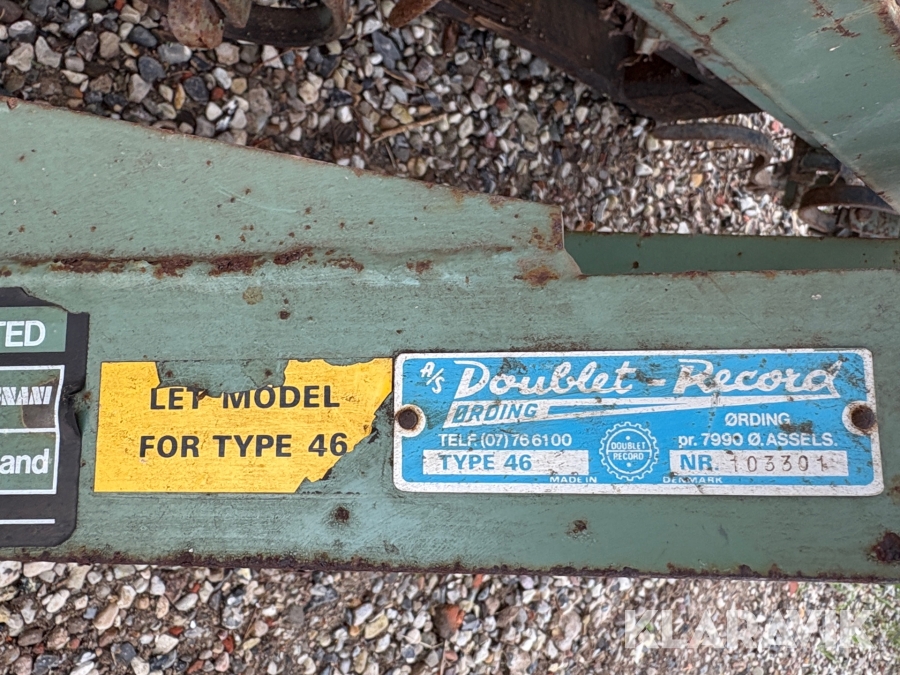 TED
and
LET MODEL
FOR TYPE 46
A/S Doublet-Record
ØRDING
TELF. (07) 76 6100
TYPE 46
DOUBLET
RECORD
ØRDING
pr. 7990 Ø. ASSELS.
NR. 103391
MADE IN DENMARK
KLARAVIK